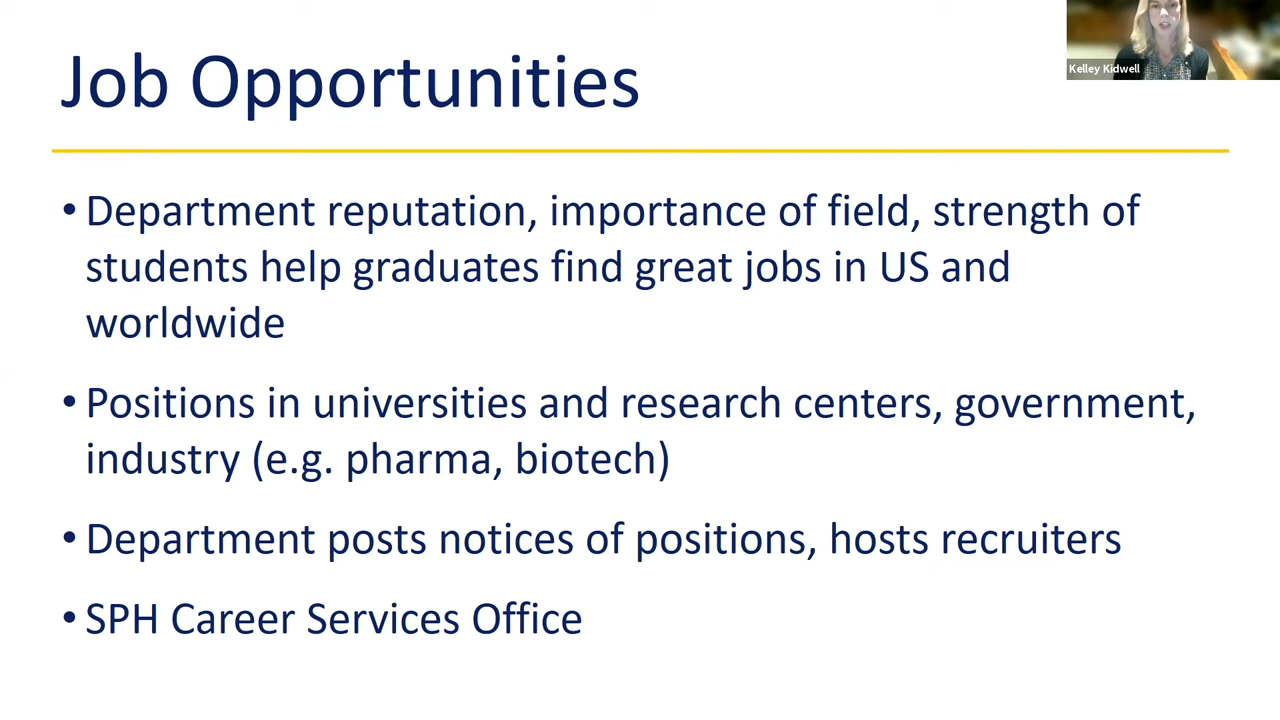 Job Opportunities
Kelley Kidwell
• Department reputation, importance of field, strength of
students help graduates find great jobs in US and
worldwide
• Positions in universities and research centers, government,
industry (e.g. pharma, biotech)
• Department posts notices of positions, hosts recruiters
• SPH Career Services Office